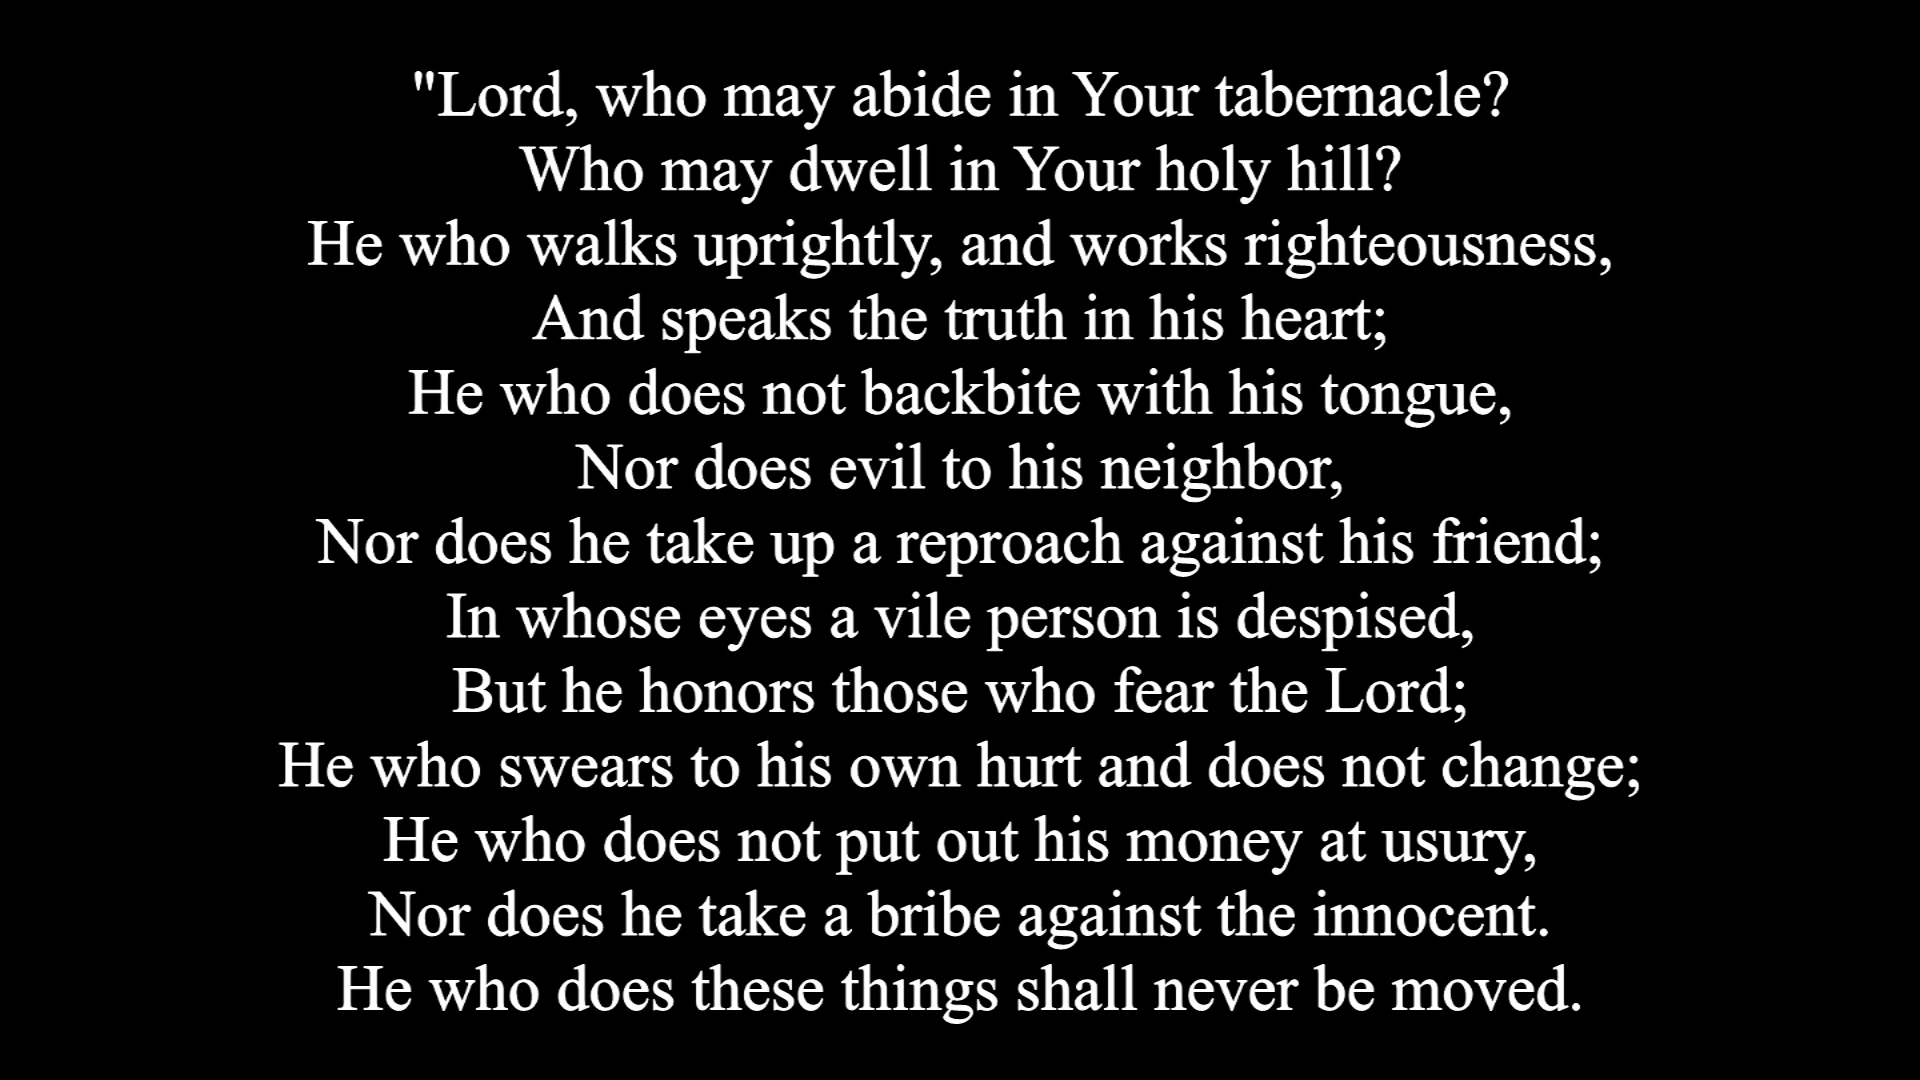 "Lord, who may abide in Your tabernacle?
Who may dwell in Your holy hill?
He who walks uprightly, and works righteousness,
And speaks the truth in his heart;
He who does not backbite with his tongue,
Nor does evil to his neighbor,
Nor does he take up a reproach against his friend;
In whose eyes a vile person is despised,
But he honors those who fear the Lord;
He who swears to his own hurt and does not change;
He who does not put out his money at usury,
Nor does he take a bribe against the innocent.
He who does these things shall never be moved.